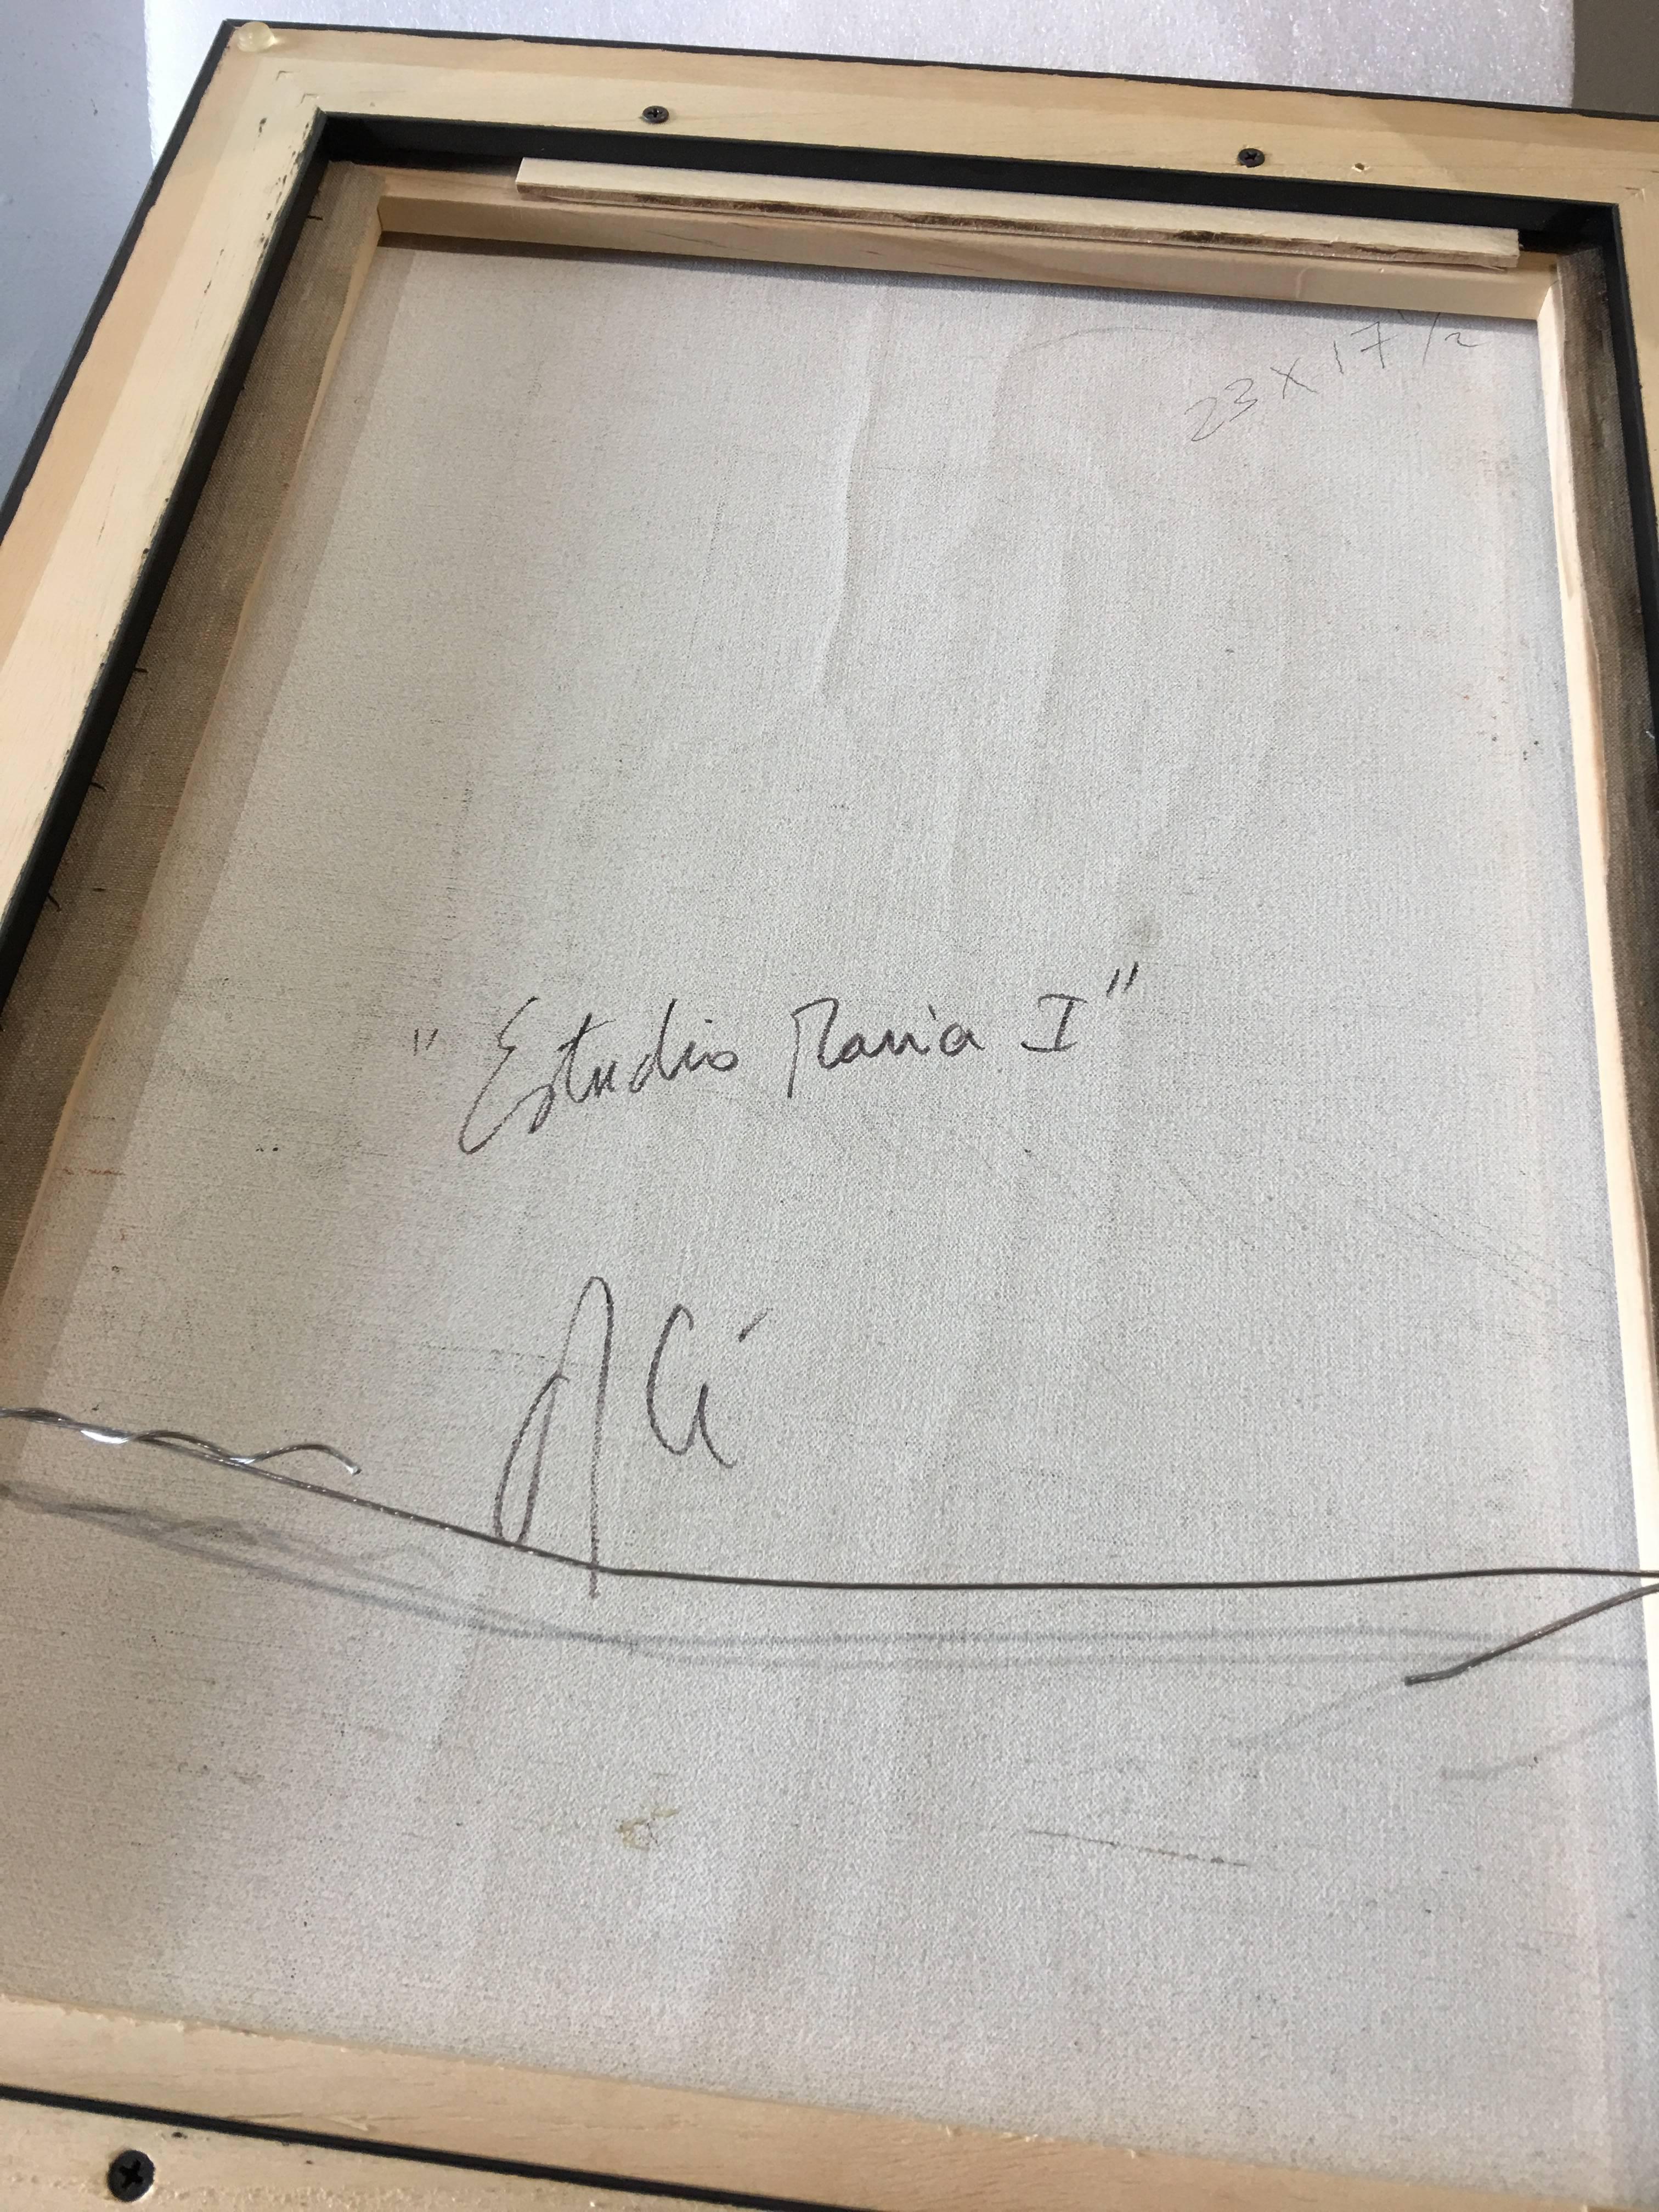 23 x 17 1/2
"Estudio Maria I"